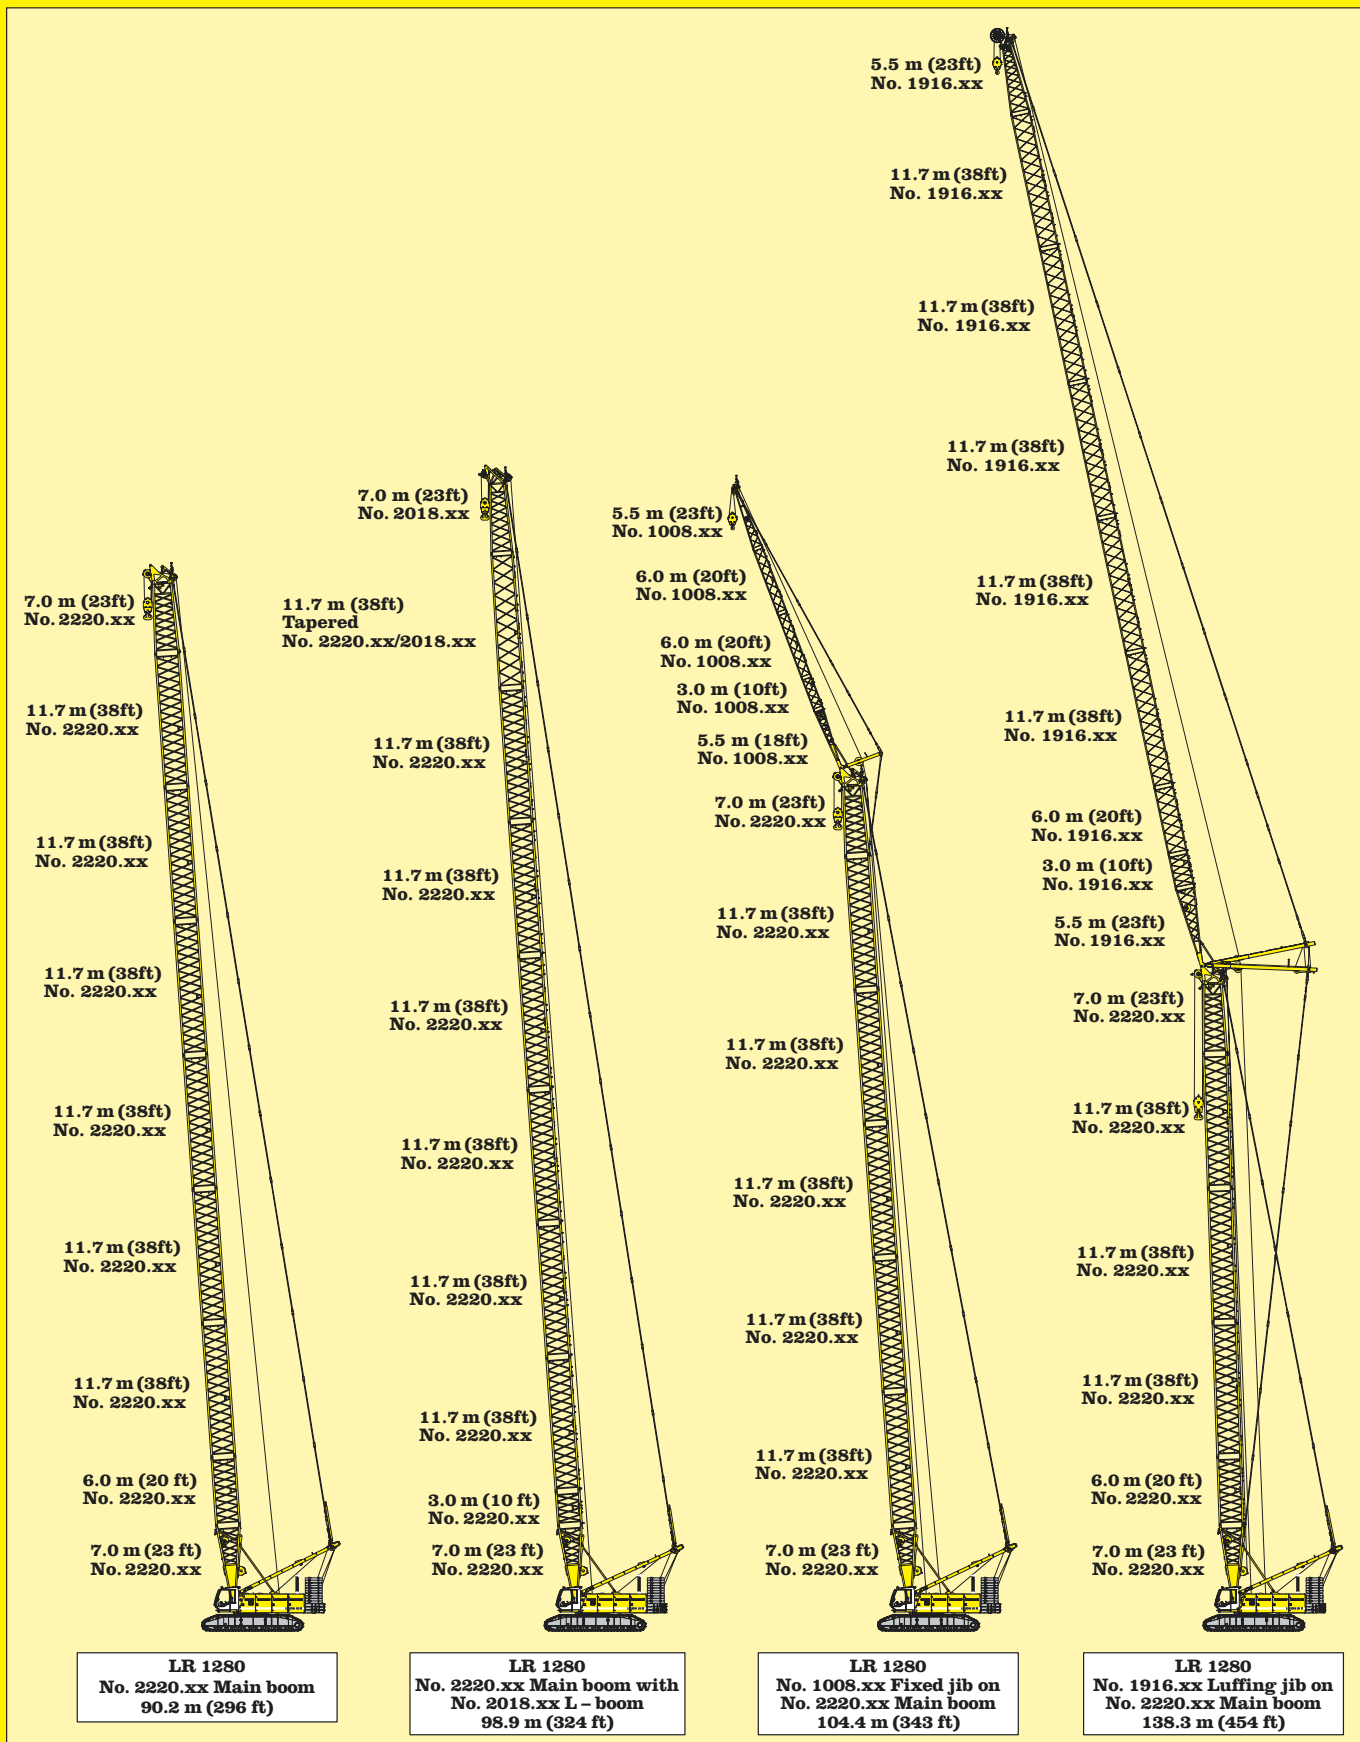 7.0 m (23ft)
No. 2220.xx
11.7 m (38ft)
No. 2220.xx
11.7 m (38ft)
No. 2220.xx
11.7 m (38ft)
No. 2220.xx
11.7 m (38ft)
No. 2220.xx
11.7 m (38ft)
No. 2220.xx
11.7 m (38ft)
No. 2220.xx
6.0 m (20 ft)
No. 2220.xx
7.0 m (23 ft)
No. 2220.xx
LR 1280
No. 2220.xx Main boom
90.2 m (296 ft)
7.0 m (23ft)
No. 2018.xx
11.7 m (38ft)
Tapered
No. 2220.xx/2018.xx
11.7 m (38ft)
No. 2220.xx
11.7 m (38ft)
No. 2220.xx
11.7 m (38ft)
No. 2220.xx
11.7 m (38ft)
No. 2220.xx
11.7 m (38ft)
No. 2220.xx
11.7 m (38ft)
No. 2220.xx
3.0 m (10 ft)
No. 2220.xx
7.0 m (23 ft)
No. 2220.xx
LR 1280
No. 2220.xx Main boom with
No. 2018.xx L – boom
98.9 m (324 ft)
5.5 m (23ft)
No. 1008.xx
6.0 m (20ft)
No. 1008.xx
6.0 m (20ft)
No. 1008.xx
3.0 m (10ft)
No. 1008.xx
5.5 m (18ft)
No. 1008.xx
7.0 m (23ft)
No. 2220.xx
11.7 m (38ft)
No. 2220.xx
11.7 m (38ft)
No. 2220.xx
11.7 m (38ft)
No. 2220.xx
11.7 m (38ft)
No. 2220.xx
11.7 m (38ft)
No. 2220.xx
7.0 m (23 ft)
No. 2220.xx
LR 1280
No. 1008.xx Fixed jib on
No. 2220.xx Main boom
104.4 m (343 ft)
5.5 m (23ft)
No. 1916.xx
11.7 m (38ft)
No. 1916.xx
11.7 m (38ft)
No. 1916.xx
11.7 m (38ft)
No. 1916.xx
11.7 m (38ft)
No. 1916.xx
11.7 m (38ft)
No. 1916.xx
6.0 m (20ft)
No. 1916.xx
3.0 m (10ft)
No. 1916.xx
5.5 m (23ft)
No. 1916.xx
7.0 m (23ft)
No. 2220.xx
11.7 m (38ft)
No. 2220.xx
11.7 m (38ft)
No. 2220.xx
11.7 m (38ft)
No. 2220.xx
6.0 m (20 ft)
No. 2220.xx
7.0 m (23 ft)
No. 2220.xx
LR 1280
No. 1916.xx Luffing jib on
No. 2220.xx Main boom
138.3 m (454 ft)